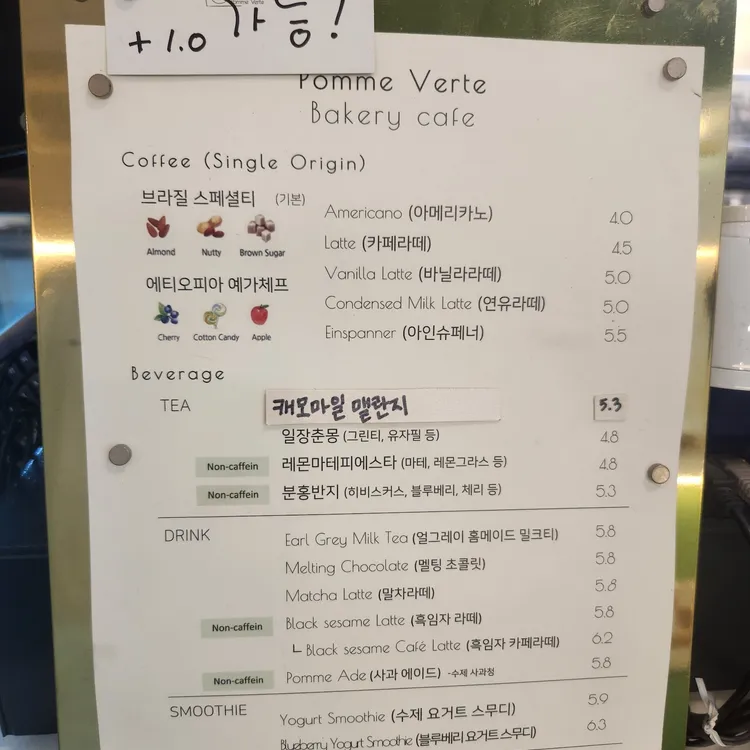 Pomme Verte
가능!
+ 1.0
Pomme Verte
Bakery cafe
Coffee (Single Origin)
브라질 스페셜티 (기본)
Almond Nutty Brown Sugar
에티오피아 예가체프
Cherry Cotton Candy Apple
Americano (아메리카노) 4.0
Latte (카페라떼) 4.5
Vanilla Latte (바닐라라떼) 5.0
Condensed Milk Latte (연유라떼) 5.0
Einspanner (아인슈페너) 5.5
Beverage
TEA 캐모마일 맬란지 5.3
일장춘몽 (그린티, 유자필 등) 4.8
Non-caffein 레몬마테피에스타 (마테, 레몬그라스 등) 4.8
Non-caffein 분홍반지 (히비스커스, 블루베리, 체리 등) 5.3
DRINK Earl Grey Milk Tea (얼그레이 홈메이드 밀크티) 5.8
Melting Chocolate (멜팅 초콜릿) 5.8
Matcha Latte (말차라떼) 5.8
Non-caffein Black sesame Latte (흑임자 라떼) 5.8
ㄴ Black sesame Café Latte (흑임자 카페라떼) 6.2
Non-caffein Pomme Ade (사과 에이드) -수제 사과청 5.8
SMOOTHIE Yogurt Smoothie (수제 요거트 스무디) 5.9
Blueberry Yogurt Smoothie (블루베리 요거트 스무디) 6.3